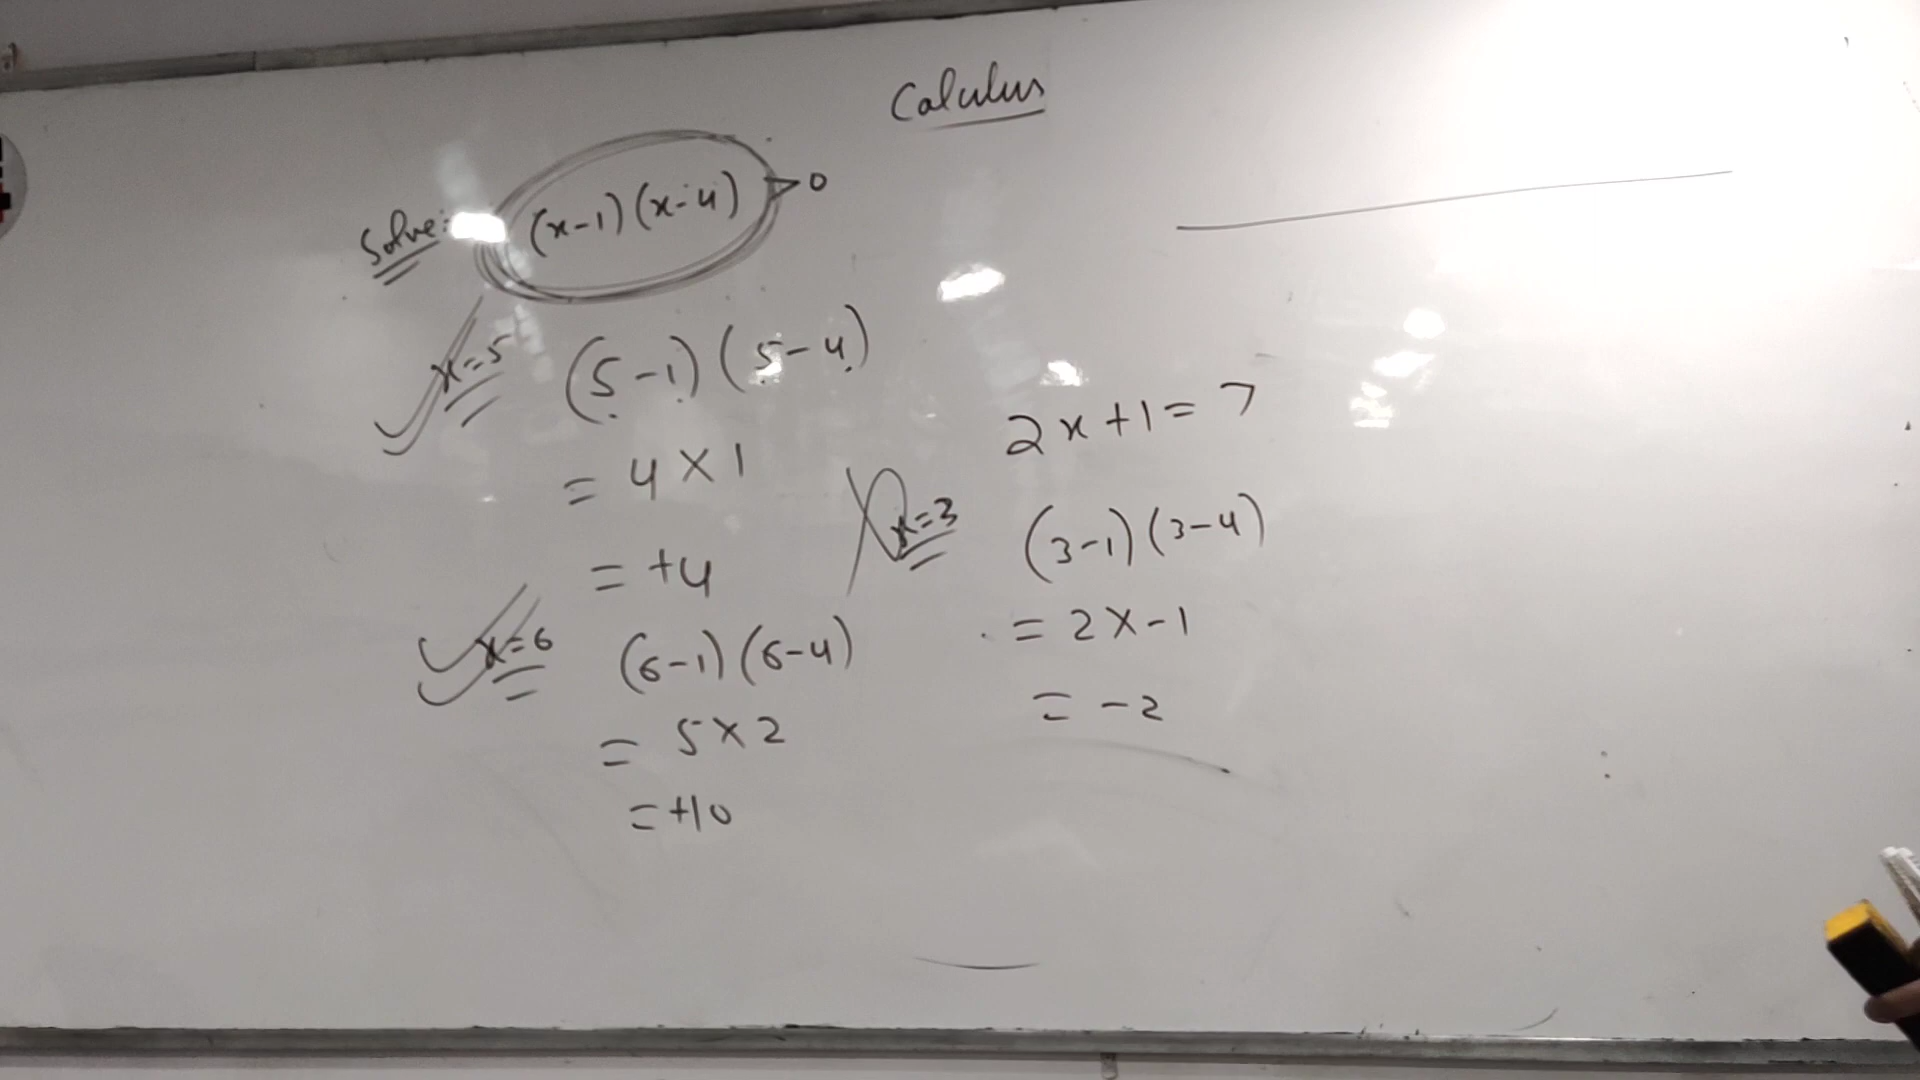 Calulus
Solve: (x-1)(x-4) > 0
x=5 (5-1)(5-4)
= 4 X 1
= +4
x=6 (6-1)(6-4)
= 5 X 2
= +10
2x+1=7
x=3 (3-1)(3-4)
= 2 X -1
= -2